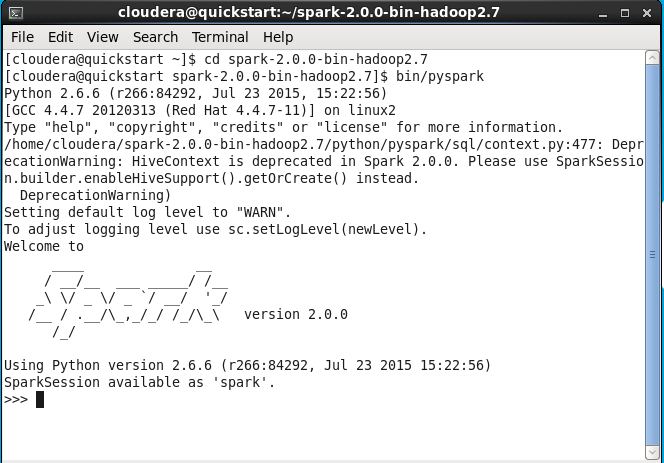 cloudera@quickstart:~/spark-2.0.0-bin-hadoop2.7
File Edit View Search Terminal Help
[cloudera@quickstart ~]$ cd spark-2.0.0-bin-hadoop2.7
[cloudera@quickstart spark-2.0.0-bin-hadoop2.7]$ bin/pyspark
Python 2.6.6 (r266:84292, Jul 23 2015, 15:22:56)
[GCC 4.4.7 20120313 (Red Hat 4.4.7-11)] on linux2
Type "help", "copyright", "credits" or "license" for more information.
/home/cloudera/spark-2.0.0-bin-hadoop2.7/python/pyspark/sql/context.py:477: Depr
ecationWarning: HiveContext is deprecated in Spark 2.0.0. Please use SparkSessio
n.builder.enableHiveSupport().getOrCreate() instead.
  DeprecationWarning)
Setting default log level to "WARN".
To adjust logging level use sc.setLogLevel(newLevel).
Welcome to
      ____              __
     / __/__  ___ _____/ /__
    _\ \/ _ \/ _ `/ __/  '_/
   /__ / .__/\_,_/_/ /_/\_\   version 2.0.0
      /_/

Using Python version 2.6.6 (r266:84292, Jul 23 2015 15:22:56)
SparkSession available as 'spark'.
>>>